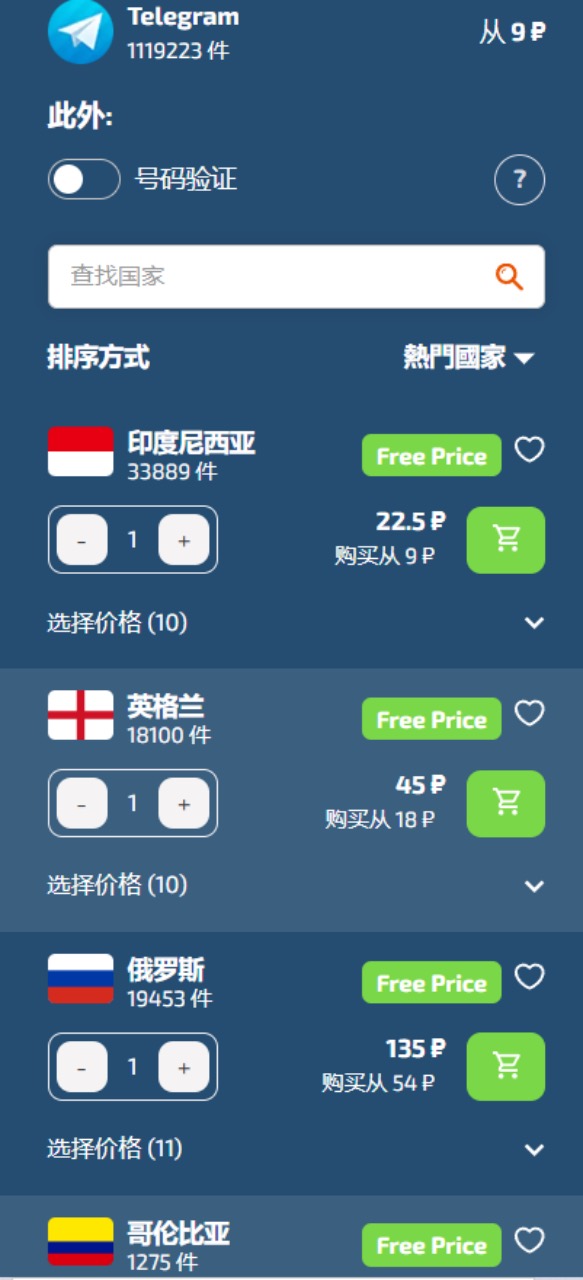 Telegram
从 9 ₽
1119223 件
此外:
号码验证
?
查找国家
排序方式
熱門國家
印度尼西亚
Free Price
33889 件
22.5 ₽
- 1 +
购买从 9 ₽
选择价格 (10)
英格兰
Free Price
18100 件
45 ₽
- 1 +
购买从 18 ₽
选择价格 (10)
俄罗斯
Free Price
19453 件
135 ₽
- 1 +
购买从 54 ₽
选择价格 (11)
哥伦比亚
Free Price
1275 件